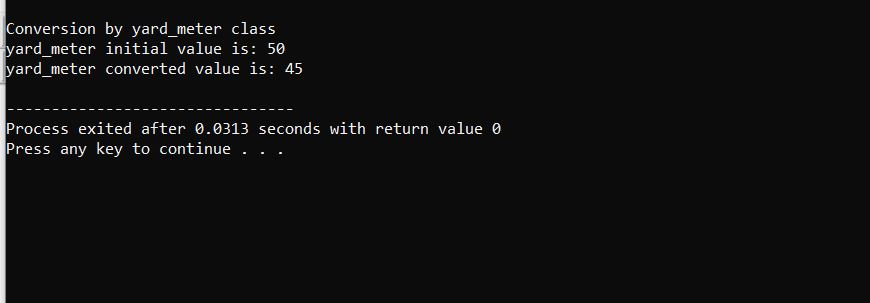 Conversion by yard_meter class
yard_meter initial value is: 50
yard_meter converted value is: 45
--------------------------------
Process exited after 0.0313 seconds with return value 0
Press any key to continue . . .